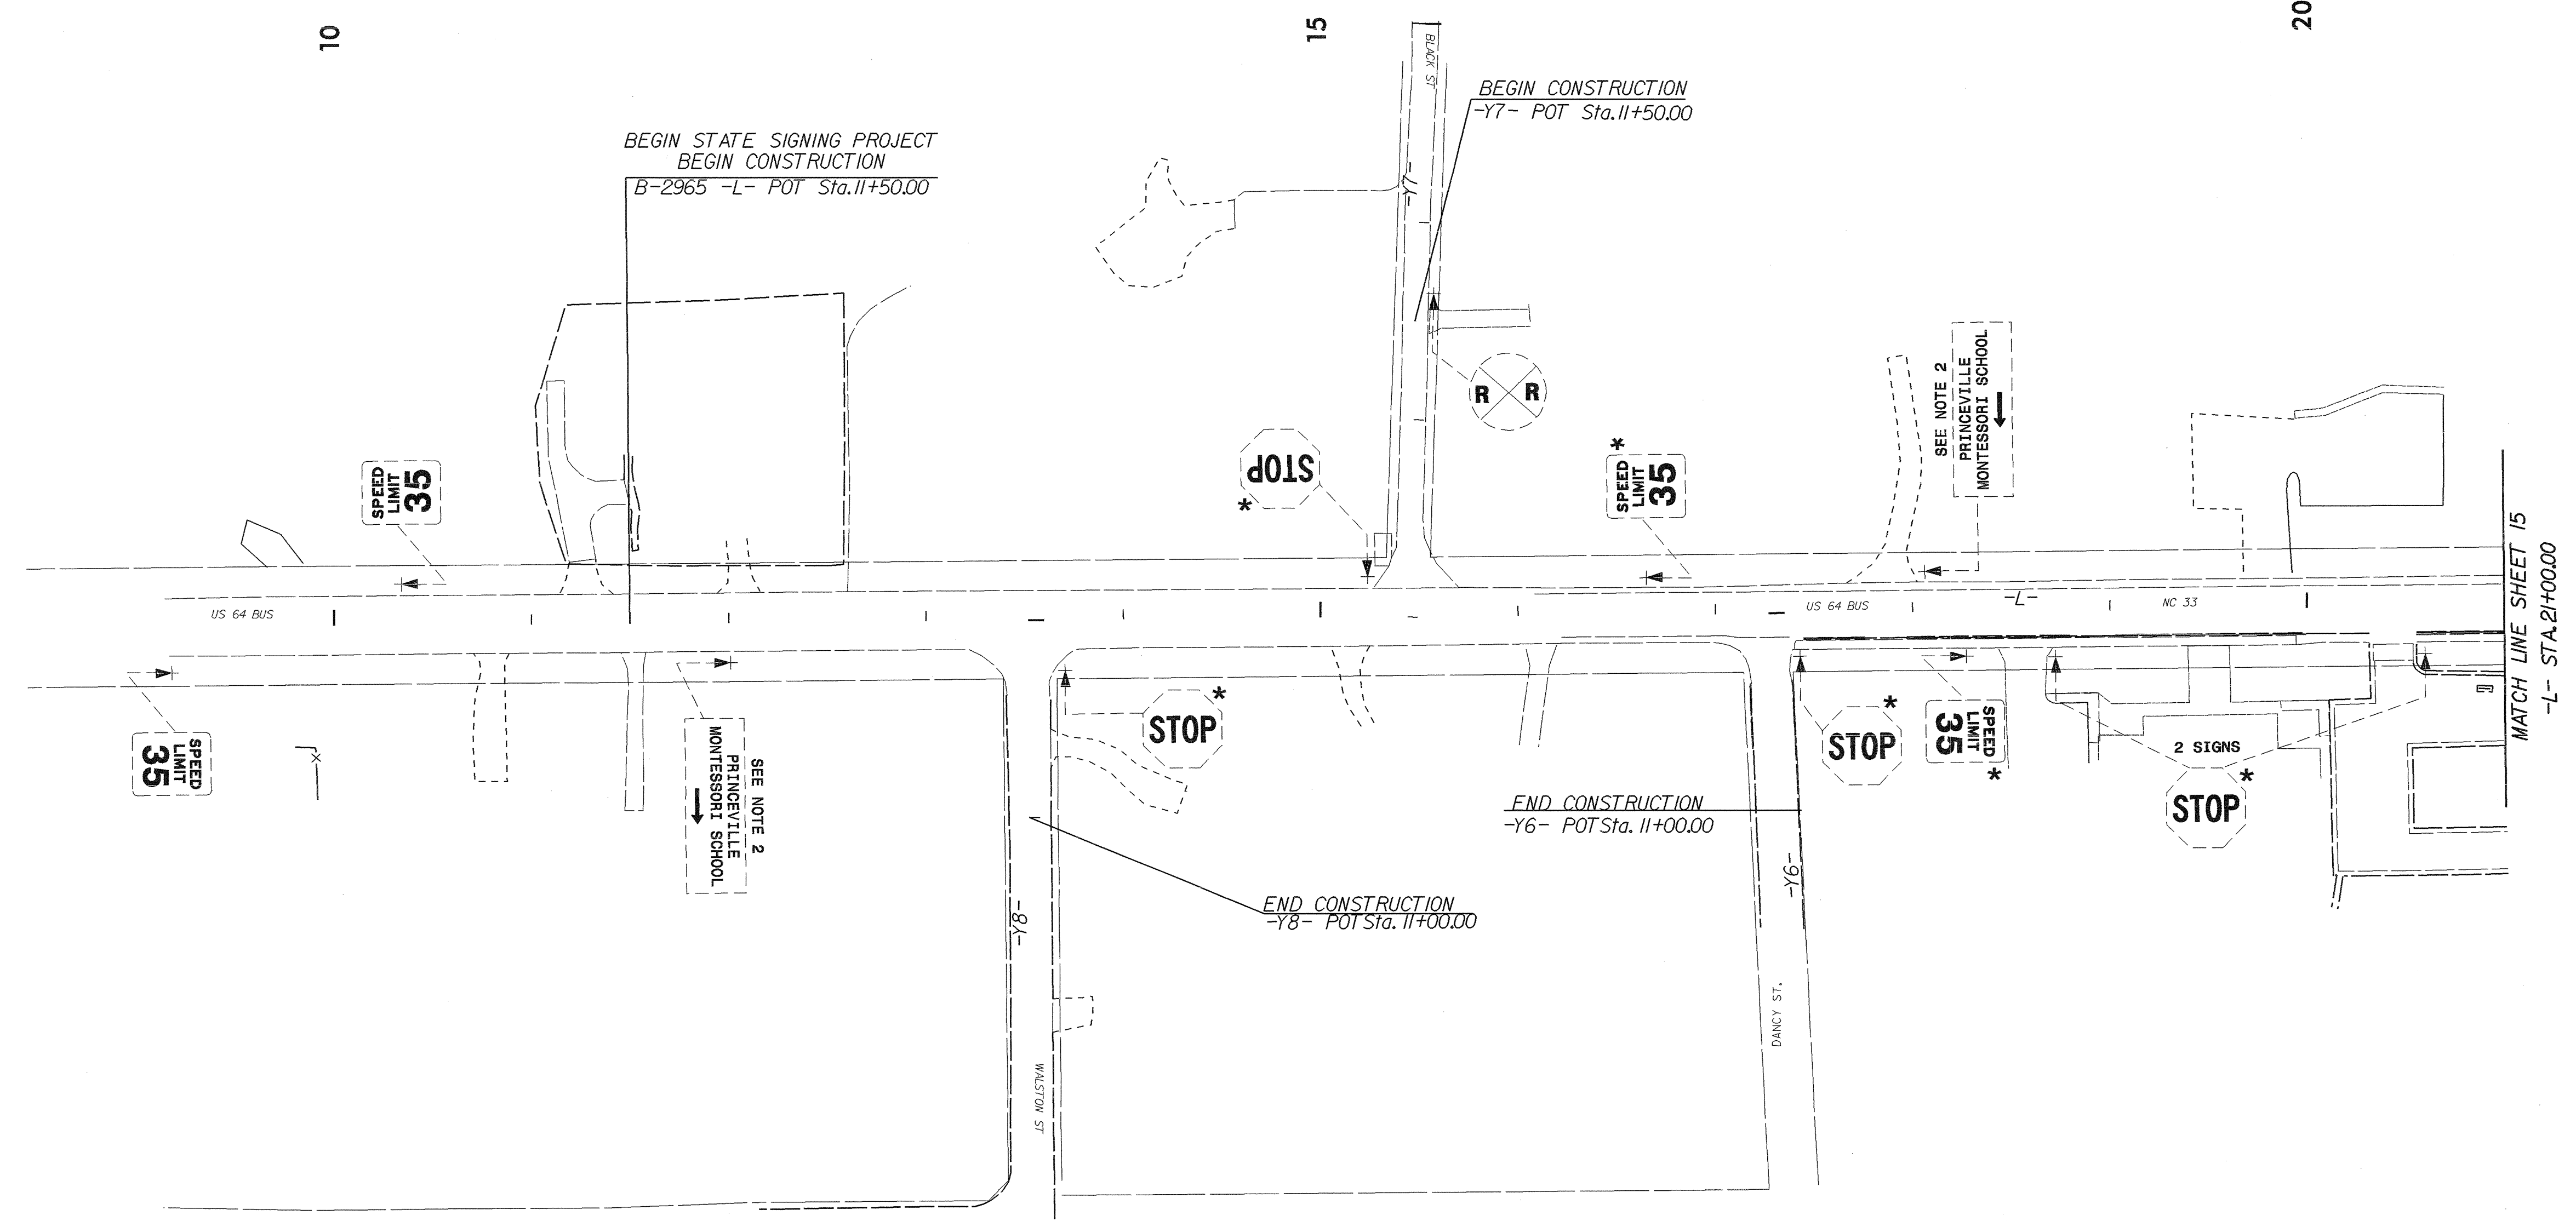 10
15
20
BLACK ST
BEGIN CONSTRUCTION
-Y7- POT Sta. 11+50.00
BEGIN STATE SIGNING PROJECT
BEGIN CONSTRUCTION
B-2965 -L- POT Sta. 11+50.00
-Y7-
R R
SEE NOTE 2
PRINCEVILLE
MONTESSORI SCHOOL
SPEED
LIMIT
35
STOP
*
*
SPEED
LIMIT
35
MATCH LINE SHEET 15
-L- STA. 21+00.00
US 64 BUS
US 64 BUS
-L-
NC 33
SPEED
LIMIT
35
SEE NOTE 2
PRINCEVILLE
MONTESSORI SCHOOL
STOP
*
STOP
*
SPEED
LIMIT
35
*
2 SIGNS
STOP
*
END CONSTRUCTION
-Y6- POT Sta. 11+00.00
-Y6-
END CONSTRUCTION
-Y8- POT Sta. 11+00.00
-Y8-
DANCY ST.
WALSTON ST
X